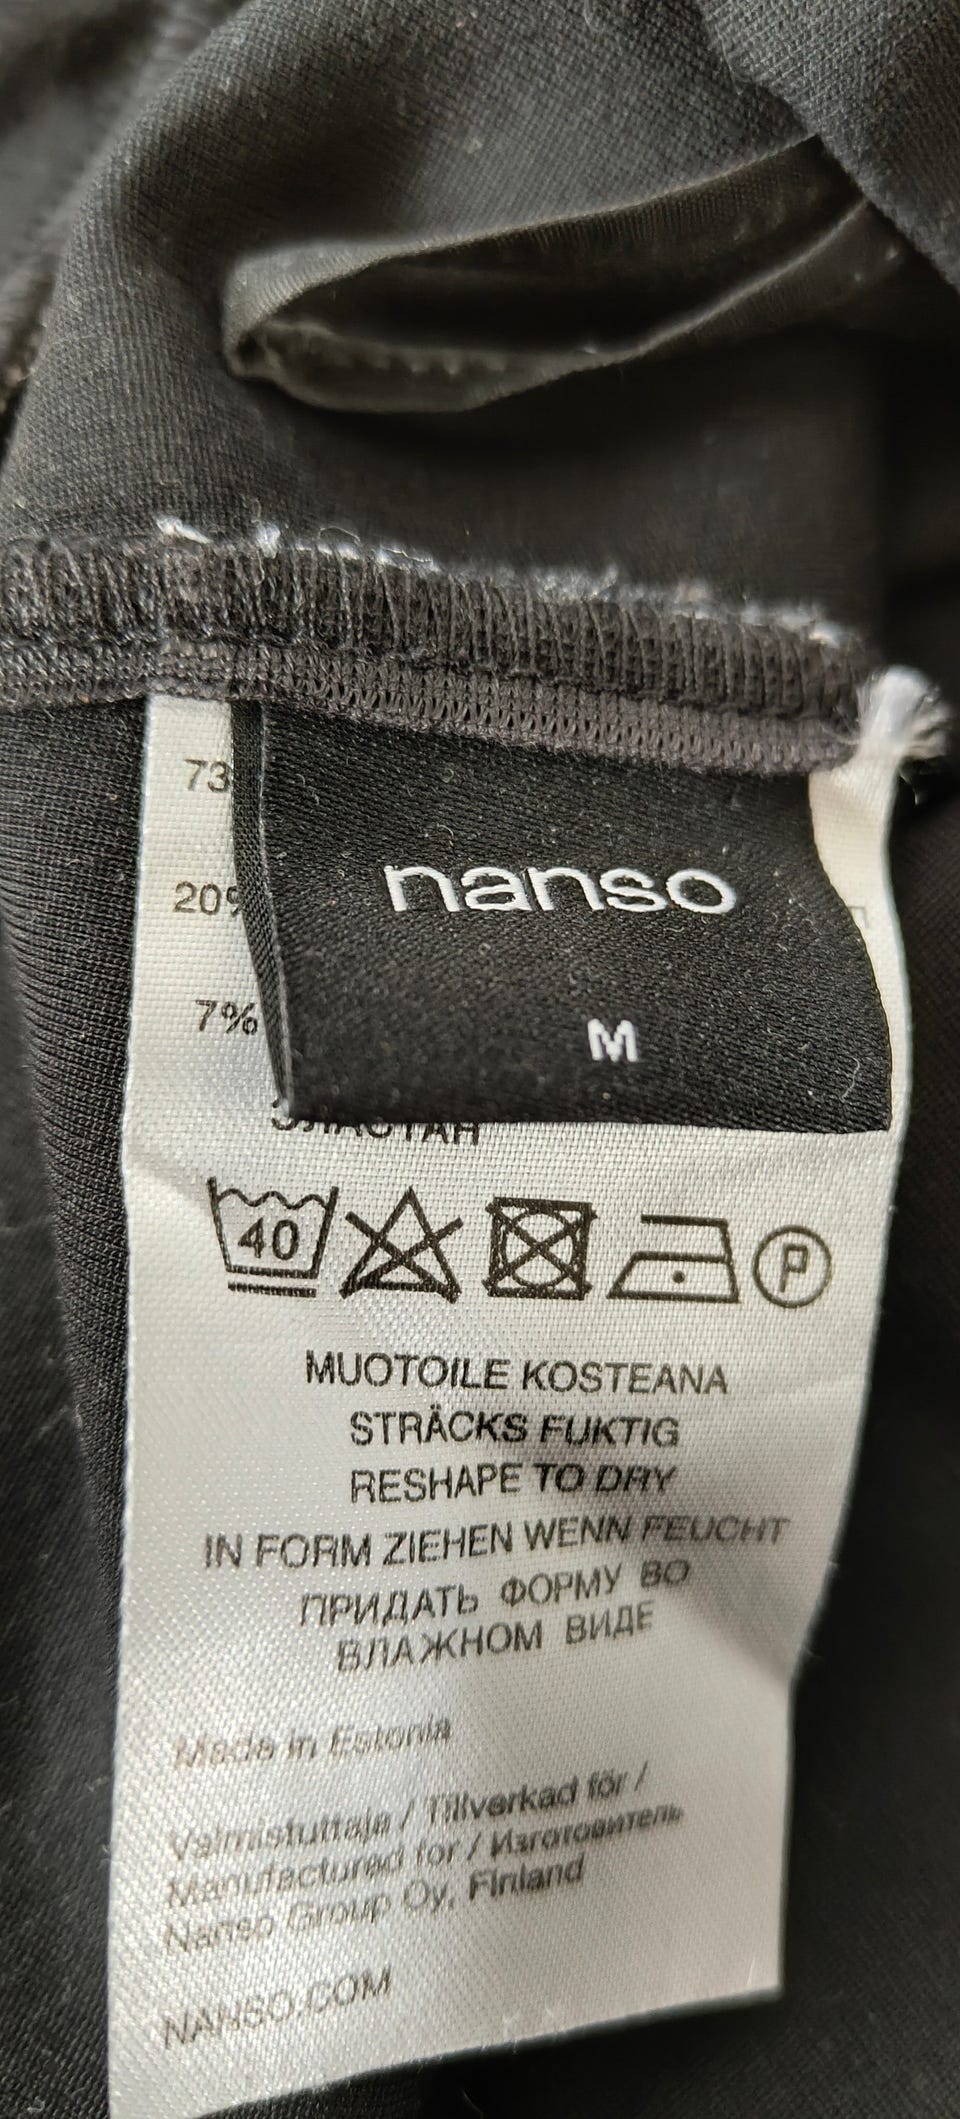 73
20%
nanso
7%
M
ЭЛАСТАН
40
P
MUOTOILE KOSTEANA
STRÄCKS FUKTIG
RESHAPE TO DRY
IN FORM ZIEHEN WENN FEUCHT
ПРИДАТЬ ФОРМУ ВО
ВЛАЖНОМ ВИДЕ
Made in Estonia
Valmistuttaja / Tillverkad för /
Manufactured for / Изготовитель
Nanso Group Oy, Finland
NANSO.COM